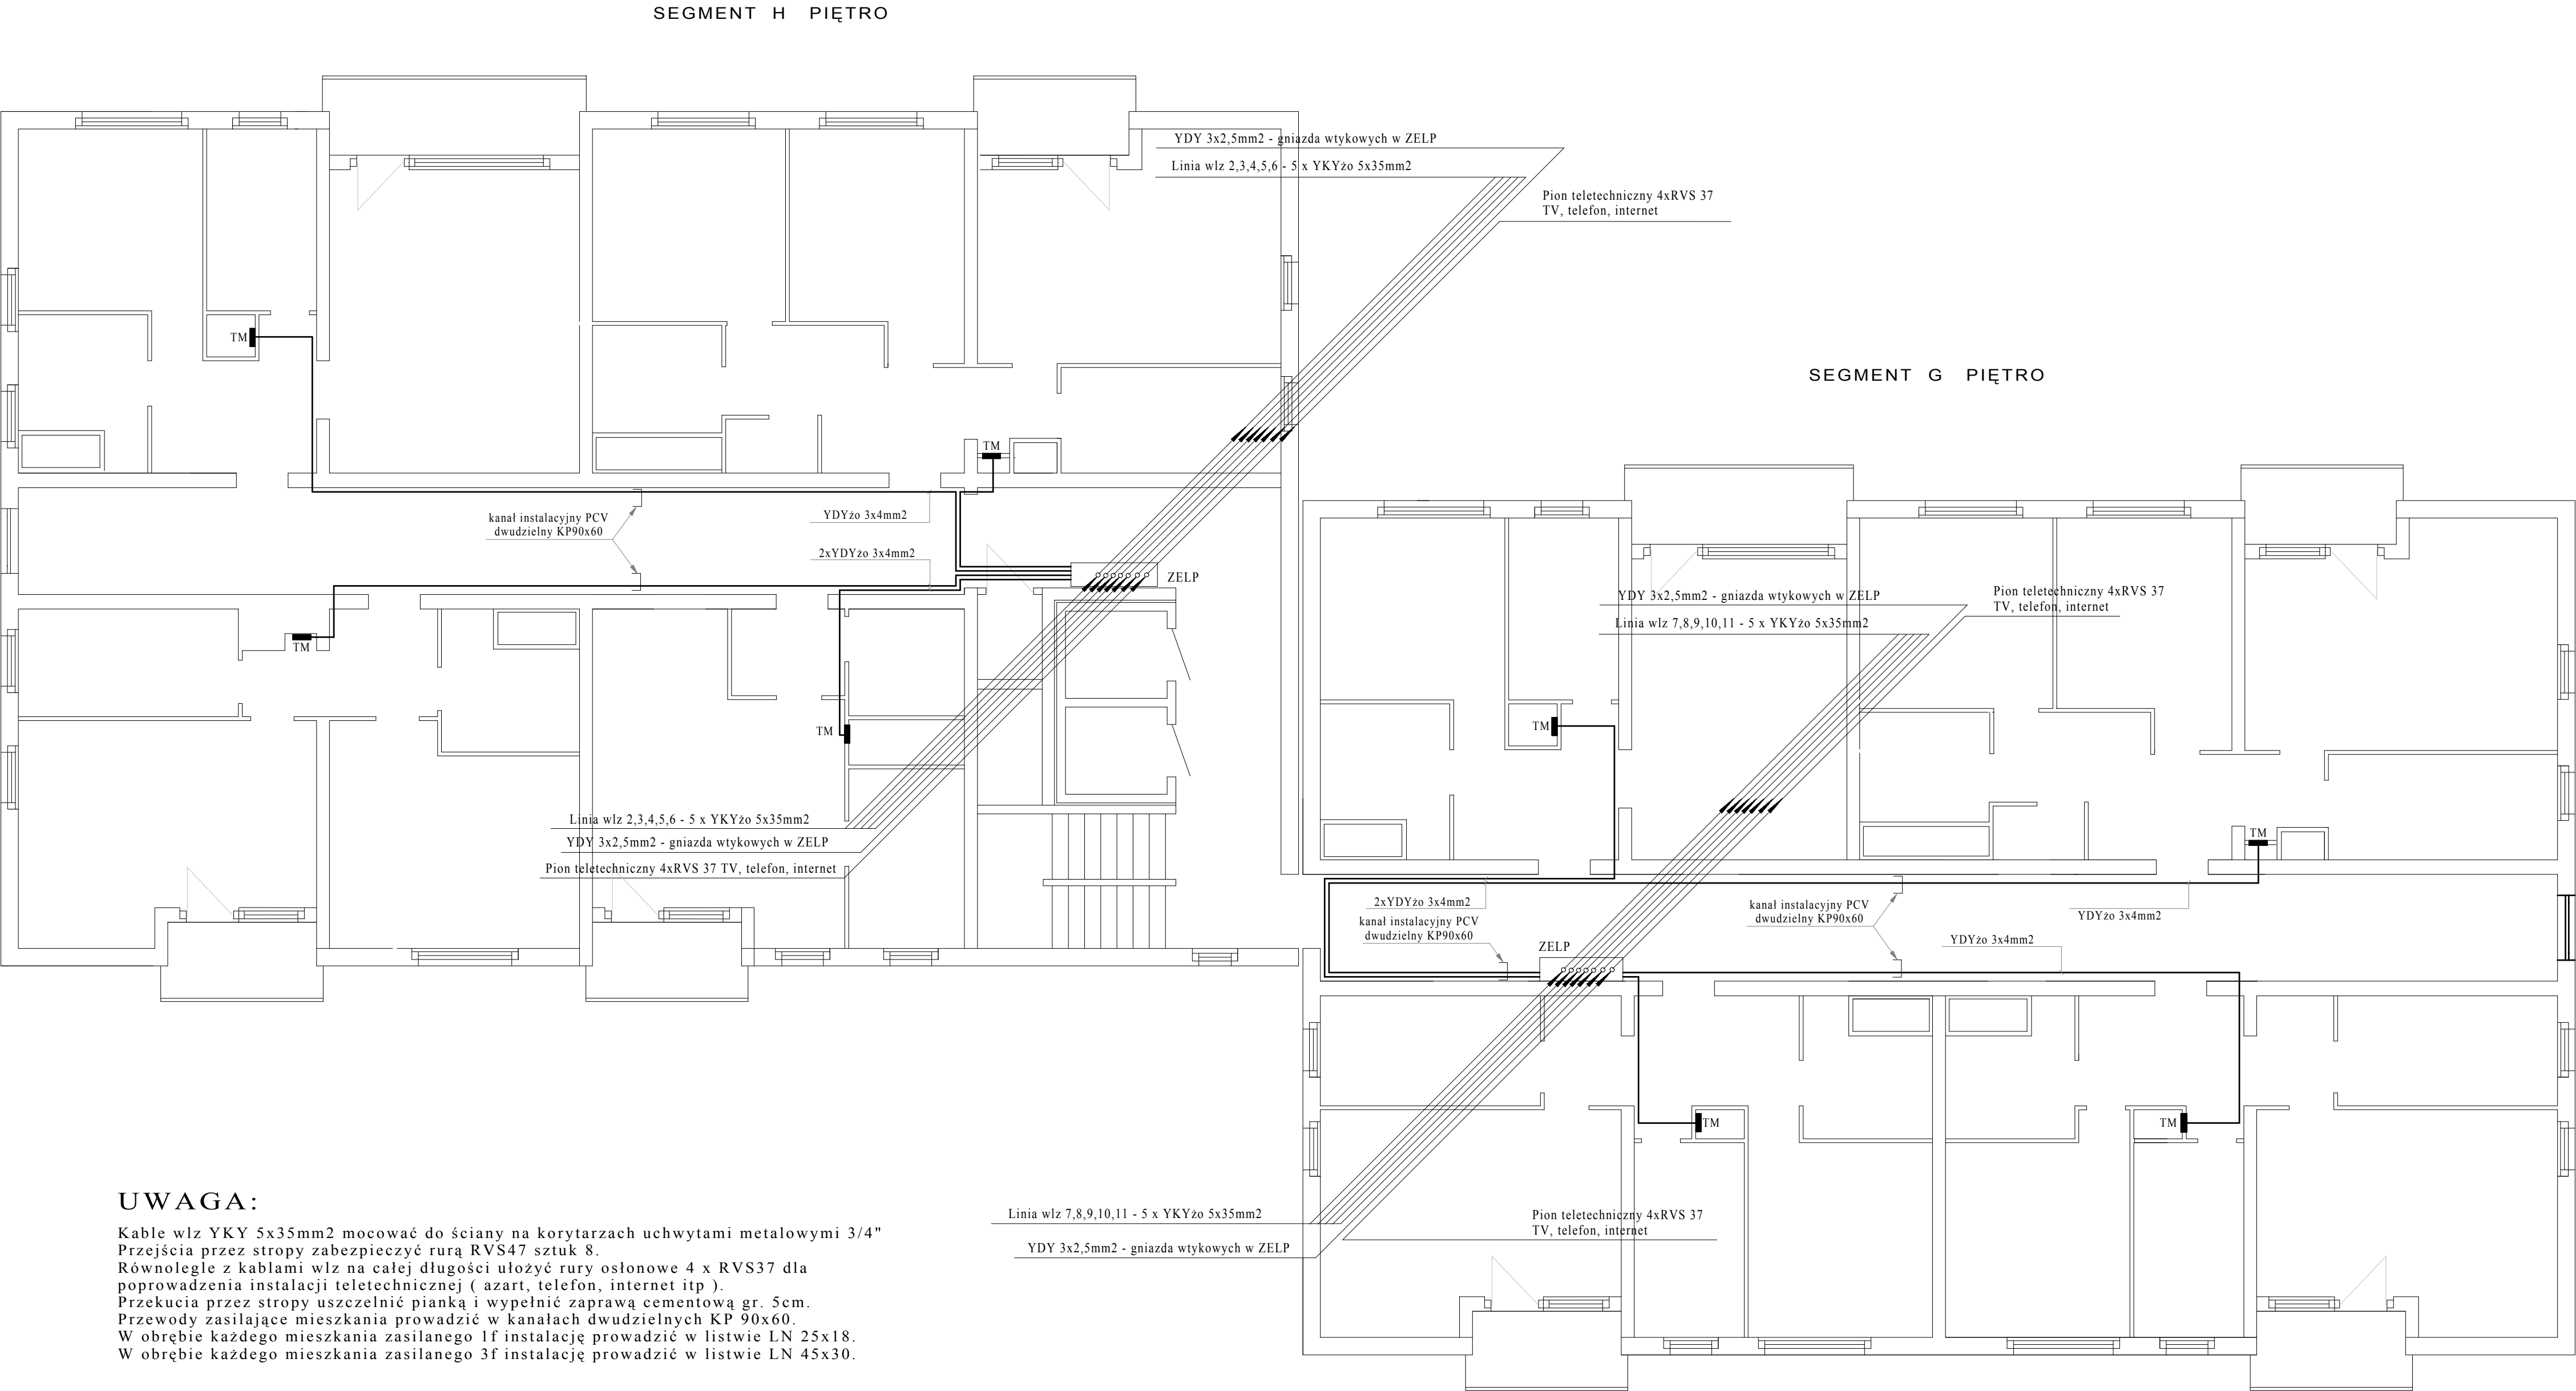 SEGMENT H PIĘTRO
YDY 3x2,5mm2 - gniazda wtykowych w ZELP
Linia wlz 2,3,4,5,6 - 5 x YKYżo 5x35mm2
Pion teletechniczny 4xRVS 37
TV, telefon, internet
TM
TM
kanał instalacyjny PCV
dwudzielny KP90x60
YDYżo 3x4mm2
2xYDYżo 3x4mm2
ZELP
TM
TM
Linia wlz 2,3,4,5,6 - 5 x YKYżo 5x35mm2
YDY 3x2,5mm2 - gniazda wtykowych w ZELP
Pion teletechniczny 4xRVS 37 TV, telefon, internet
SEGMENT G PIĘTRO
YDY 3x2,5mm2 - gniazda wtykowych w ZELP
Linia wlz 7,8,9,10,11 - 5 x YKYżo 5x35mm2
Pion teletechniczny 4xRVS 37
TV, telefon, internet
TM
TM
2xYDYżo 3x4mm2
kanał instalacyjny PCV
dwudzielny KP90x60
kanał instalacyjny PCV
dwudzielny KP90x60
YDYżo 3x4mm2
YDYżo 3x4mm2
ZELP
TM
TM
Linia wlz 7,8,9,10,11 - 5 x YKYżo 5x35mm2
YDY 3x2,5mm2 - gniazda wtykowych w ZELP
Pion teletechniczny 4xRVS 37
TV, telefon, internet
UWAGA:
Kable wlz YKY 5x35mm2 mocować do ściany na korytarzach uchwytami metalowymi 3/4"
Przejścia przez stropy zabezpieczyć rurą RVS47 sztuk 8.
Równolegle z kablami wlz na całej długości ułożyć rury osłonowe 4 x RVS37 dla
poprowadzenia instalacji teletechnicznej ( azart, telefon, internet itp ).
Przekucia przez stropy uszczelnić pianką i wypełnić zaprawą cementową gr. 5cm.
Przewody zasilające mieszkania prowadzić w kanałach dwudzielnych KP 90x60.
W obrębie każdego mieszkania zasilanego 1f instalację prowadzić w listwie LN 25x18.
W obrębie każdego mieszkania zasilanego 3f instalację prowadzić w listwie LN 45x30.